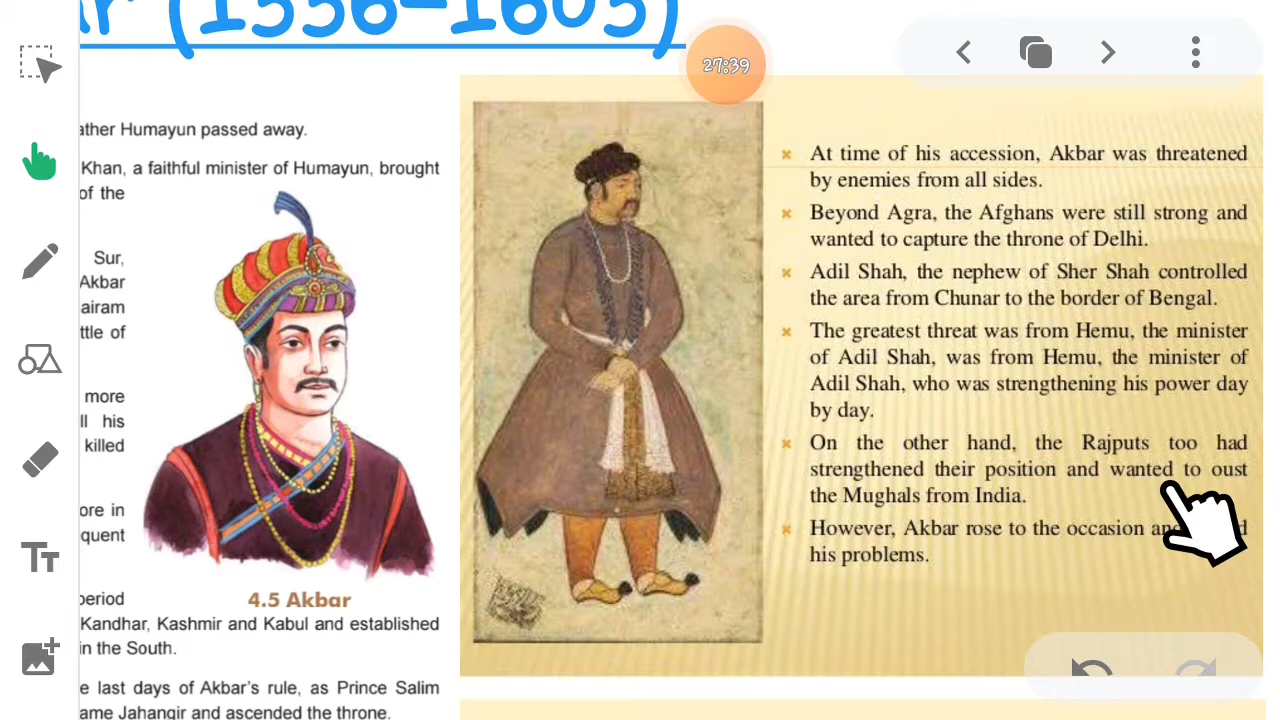 (1556–1605)
27:39
ather Humayun passed away.
Khan, a faithful minister of Humayun, brought
of the
Sur,
Akbar
airam
ttle of
more
ll his
killed
ore in
quent
4.5 Akbar
period
Kandhar, Kashmir and Kabul and established
in the South.
e last days of Akbar's rule, as Prince Salim
ame Jahangir and ascended the throne.
At time of his accession, Akbar was threatened
by enemies from all sides.
Beyond Agra, the Afghans were still strong and
wanted to capture the throne of Delhi.
Adil Shah, the nephew of Sher Shah controlled
the area from Chunar to the border of Bengal.
The greatest threat was from Hemu, the minister
of Adil Shah, was from Hemu, the minister of
Adil Shah, who was strengthening his power day
by day.
On the other hand, the Rajputs too had
strengthened their position and wanted to oust
the Mughals from India.
However, Akbar rose to the occasion
his problems.
Tт